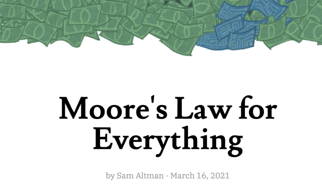 Moore's Law for
Everything
by Sam Altman · March 16, 2021